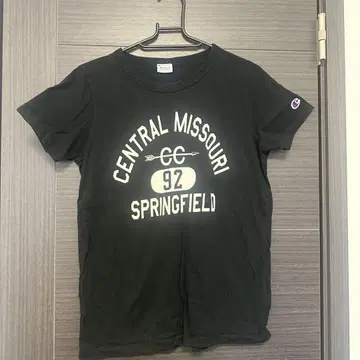 CENTRAL MISSOURI
CC
92
SPRINGFIELD